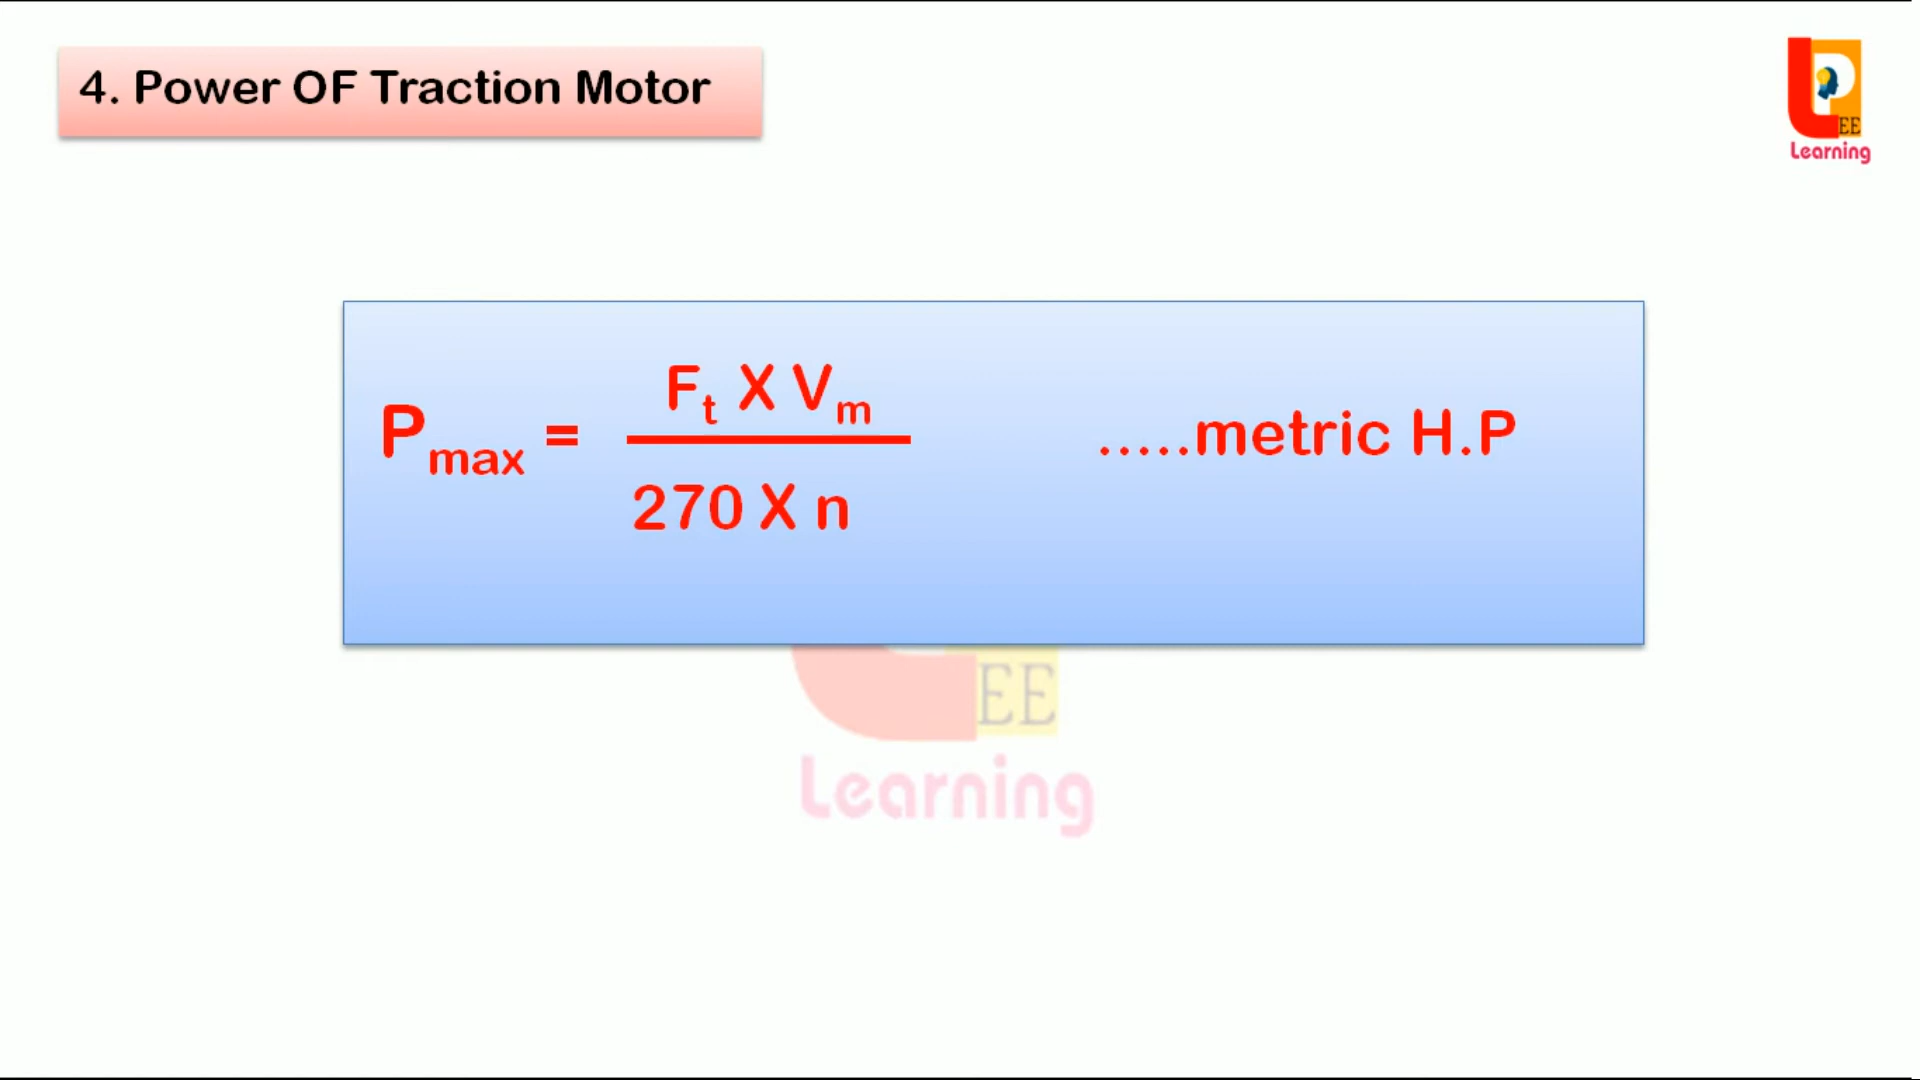 4. Power OF Traction Motor
EE
Learning
Pmax = Ft X Vm
270 X n
.....metric H.P
EE
Learning